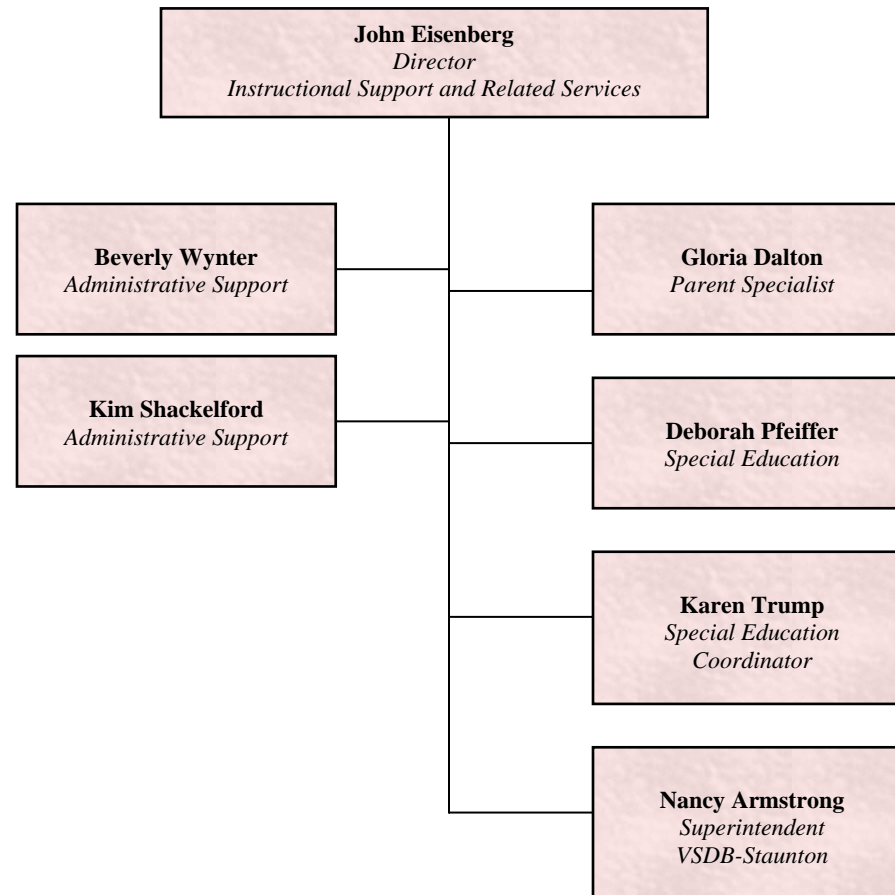 John Eisenberg
Director
Instructional Support and Related Services
Beverly Wynter
Administrative Support
Gloria Dalton
Parent Specialist
Kim Shackelford
Administrative Support
Deborah Pfeiffer
Special Education
Karen Trump
Special Education
Coordinator
Nancy Armstrong
Superintendent
VSDB-Staunton